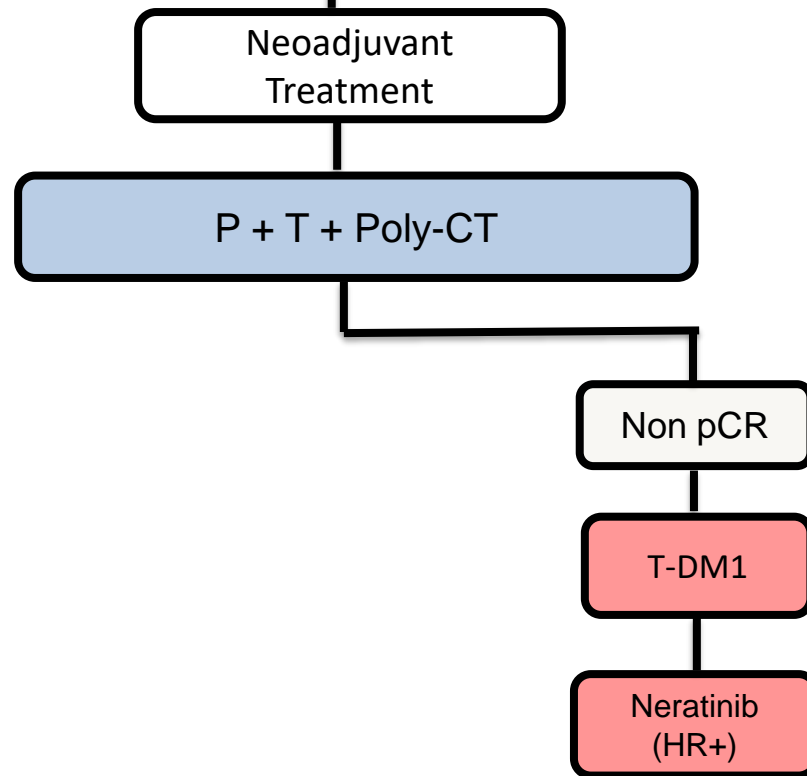 Neoadjuvant
Treatment
P + T + Poly-CT
Non pCR
T-DM1
Neratinib
(HR+)